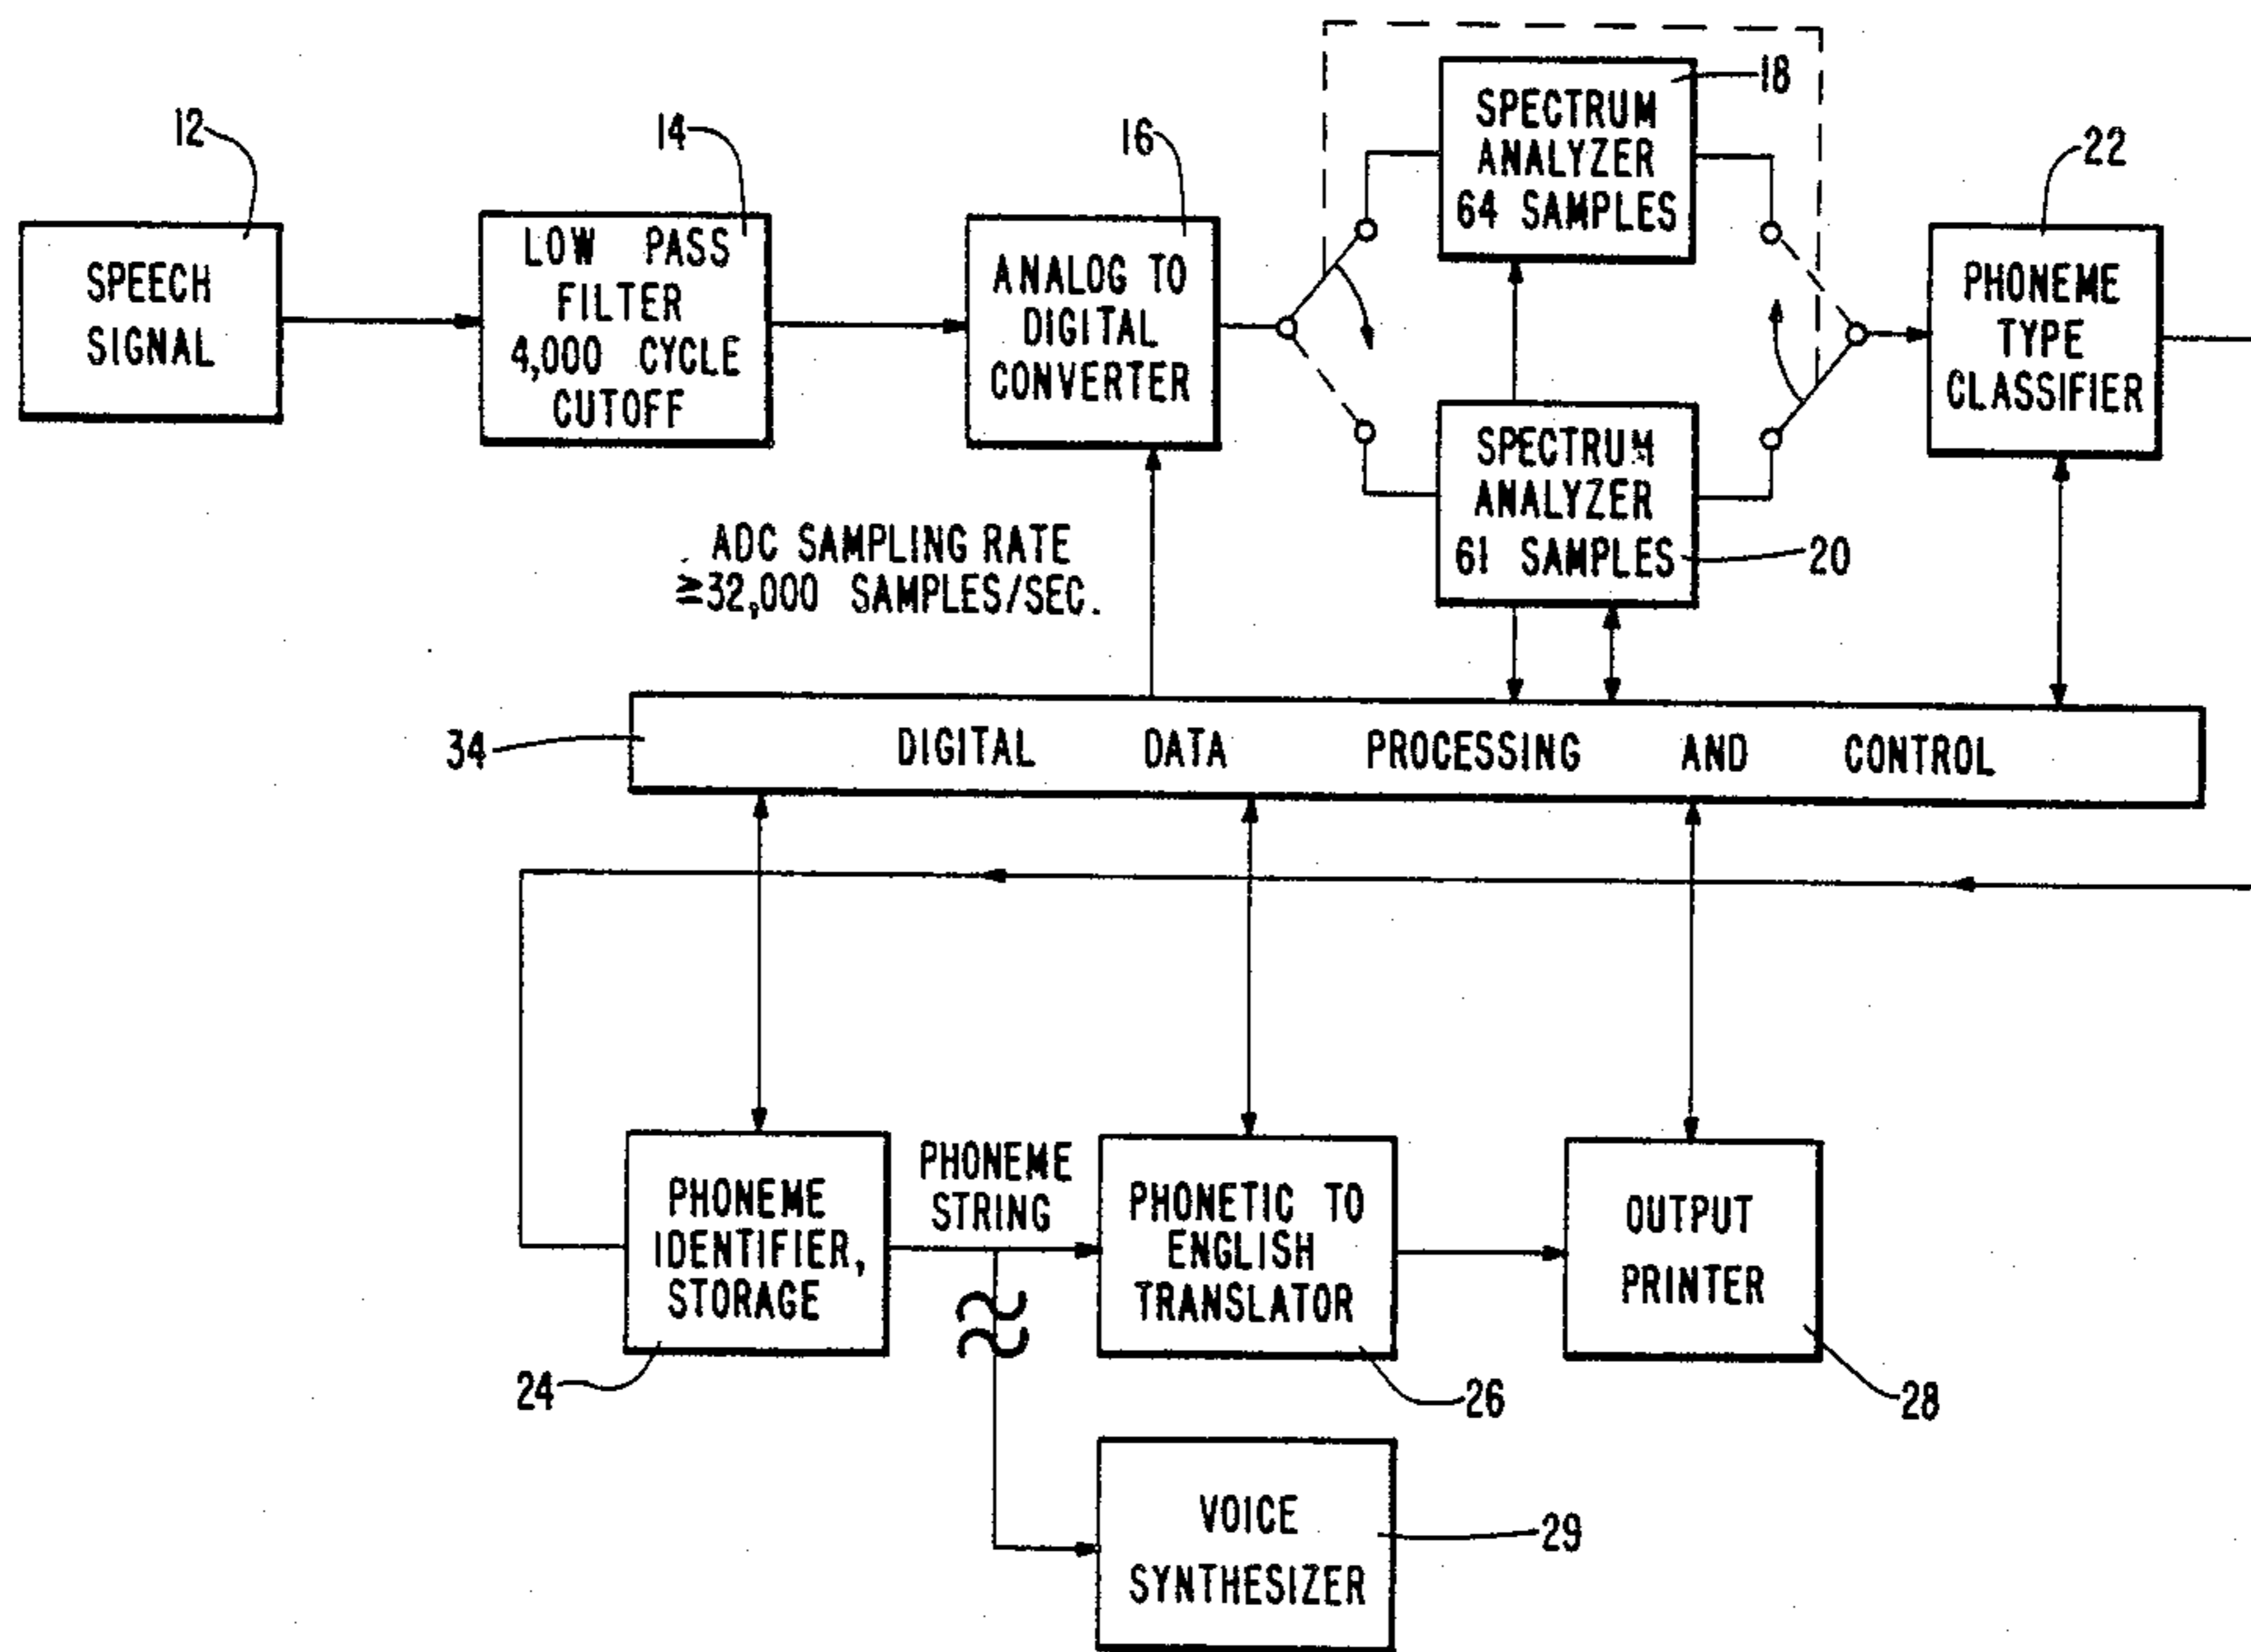 12
SPEECH
SIGNAL
14
LOW PASS
FILTER
4,000 CYCLE
CUTOFF
16
ANALOG TO
DIGITAL
CONVERTER
18
SPECTRUM
ANALYZER
64 SAMPLES
SPECTRUM
ANALYZER
61 SAMPLES
20
22
PHONEME
TYPE
CLASSIFIER
ADC SAMPLING RATE
≥32,000 SAMPLES/SEC.
34
DIGITAL DATA PROCESSING AND CONTROL
PHONEME
IDENTIFIER,
STORAGE
24
PHONEME
STRING
PHONETIC TO
ENGLISH
TRANSLATOR
26
OUTPUT
PRINTER
28
VOICE
SYNTHESIZER
29